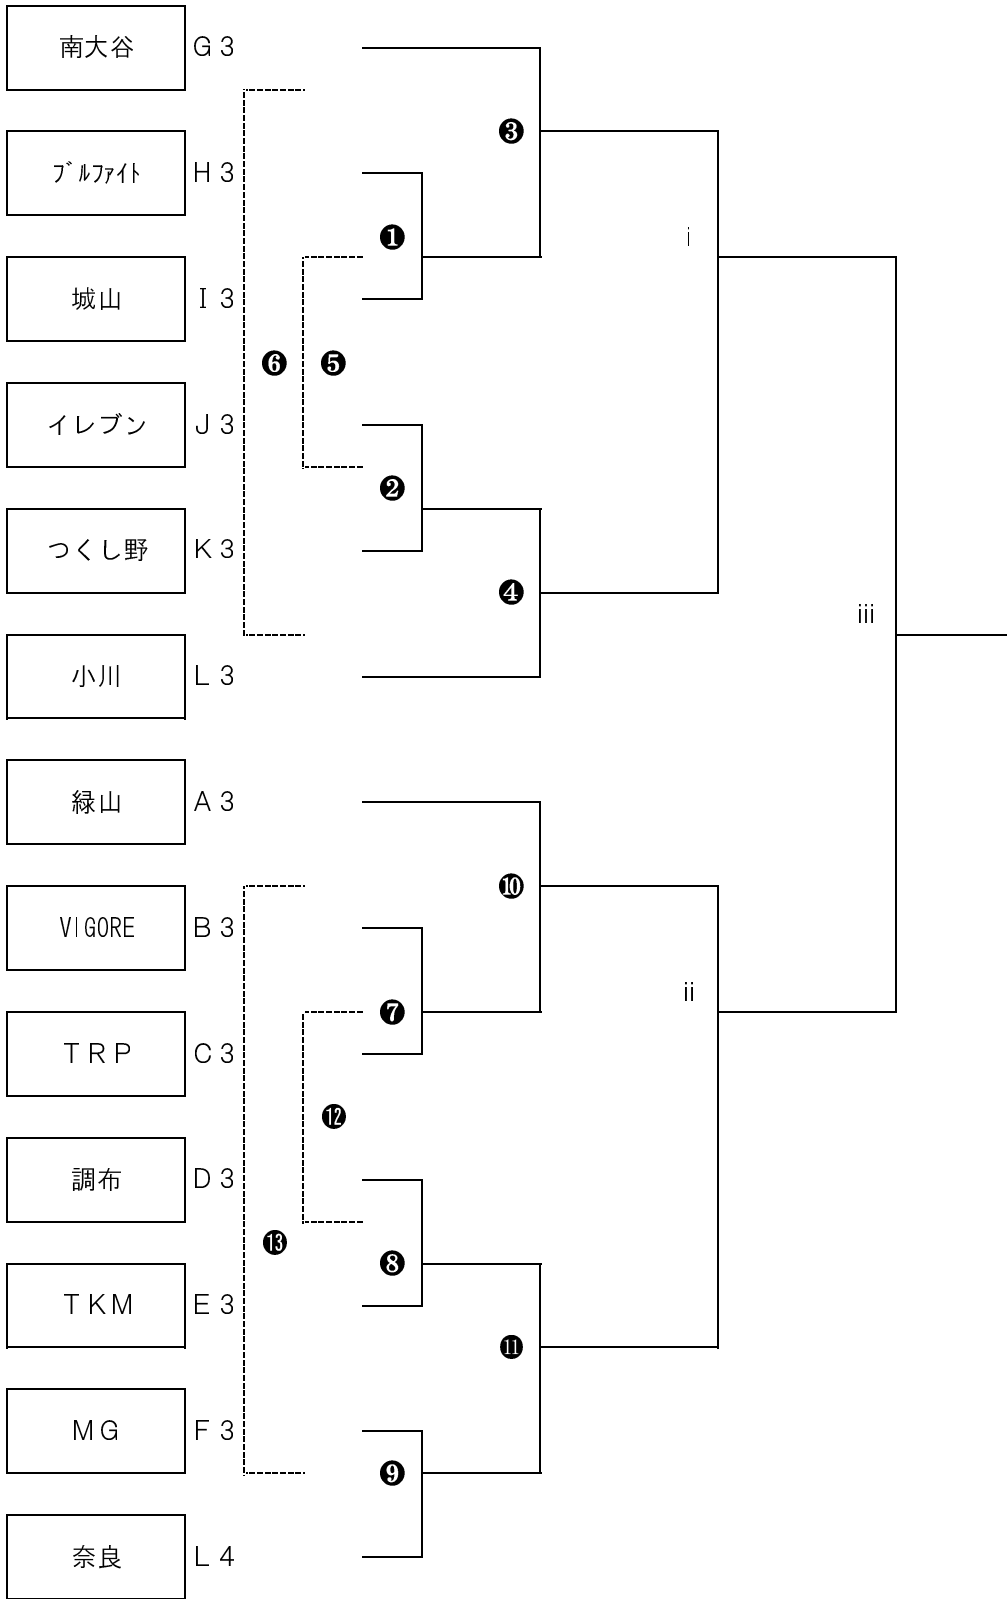 南大谷 Ｇ３
❸
ﾌﾞﾙﾌｧｲﾄ Ｈ３
❶
ⅰ
城山 Ｉ３
❻ ❺
イレブン Ｊ３
❷
つくし野 Ｋ３
❹
ⅲ
小川 Ｌ３
緑山 Ａ３
❿
VIGORE Ｂ３
ⅱ
❼
ＴＲＰ Ｃ３
⓬
調布 Ｄ３
⓭
❽
ＴＫＭ Ｅ３
⓫
ＭＧ Ｆ３
❾
奈良 Ｌ４